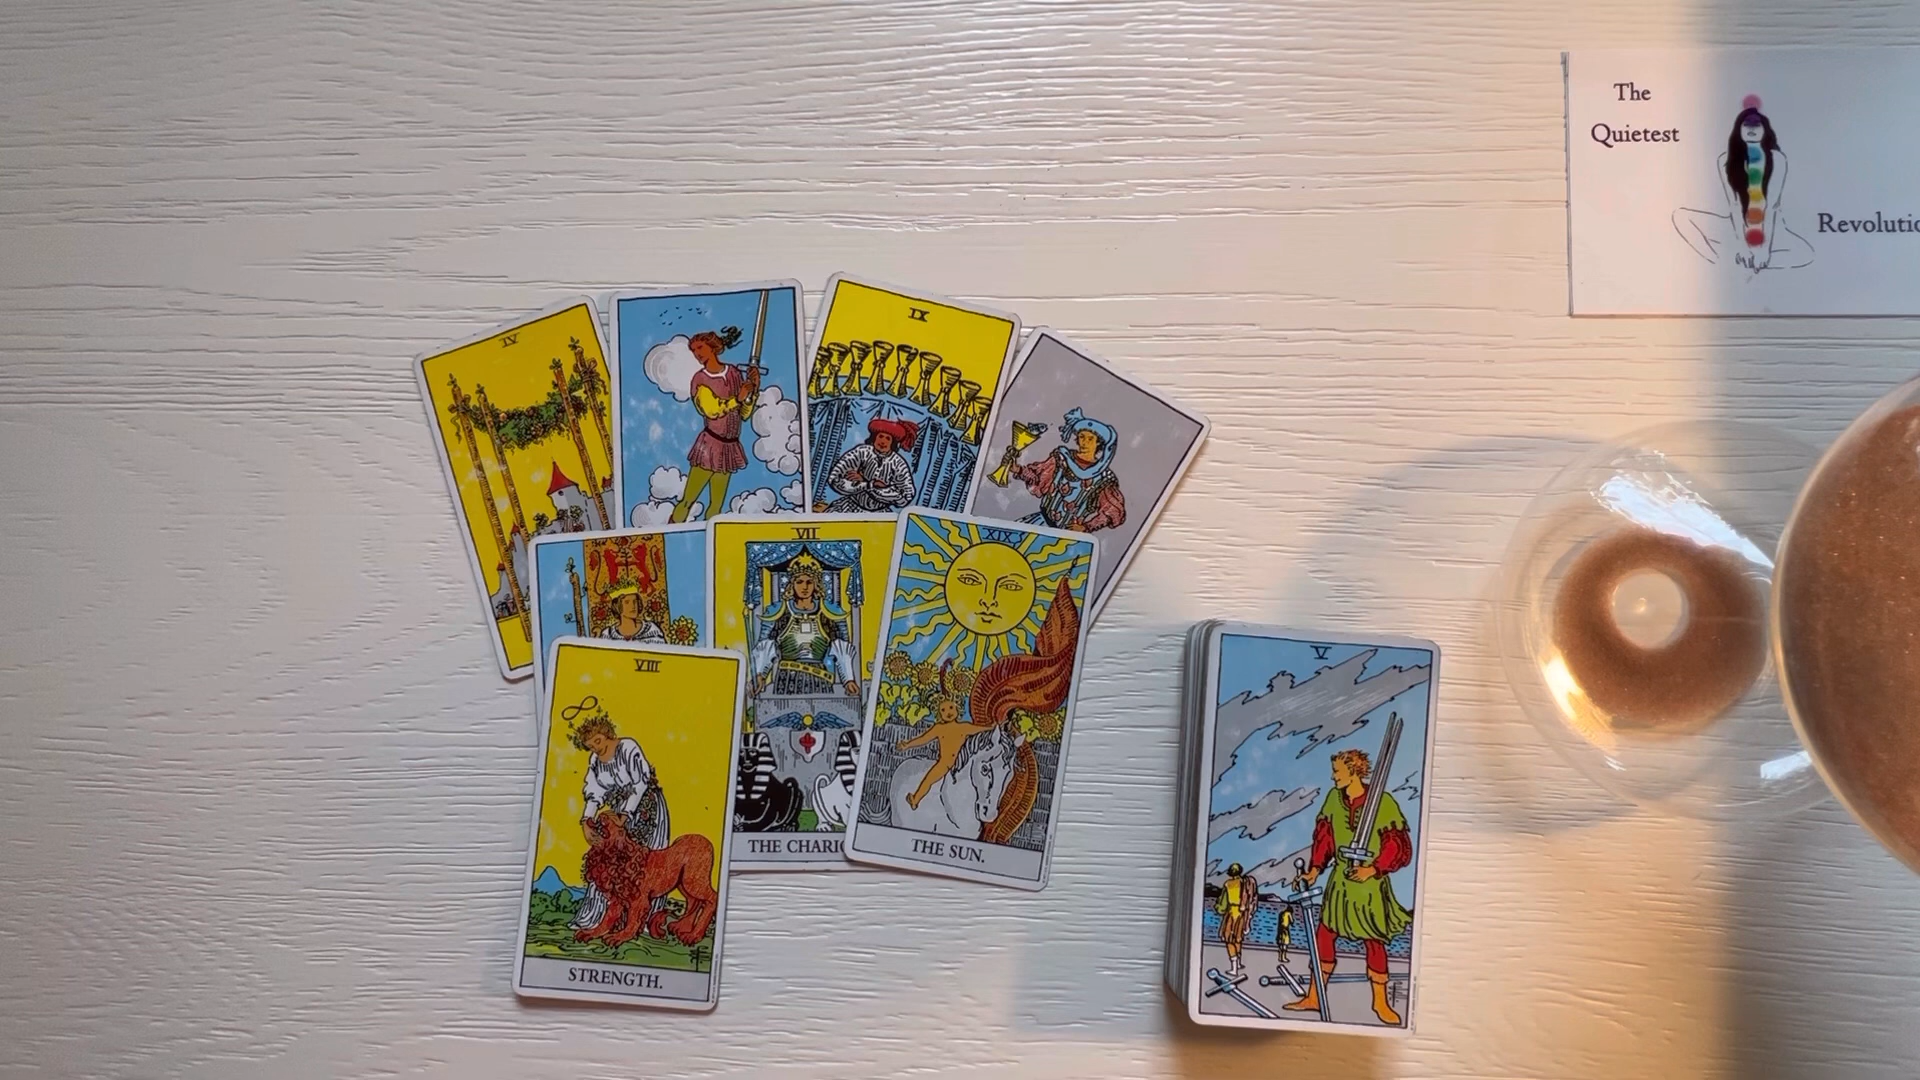 The
Quietest
Revolutio
IV
IX
VII
XIX
VIII
V
THE CHARIO
THE SUN.
STRENGTH.